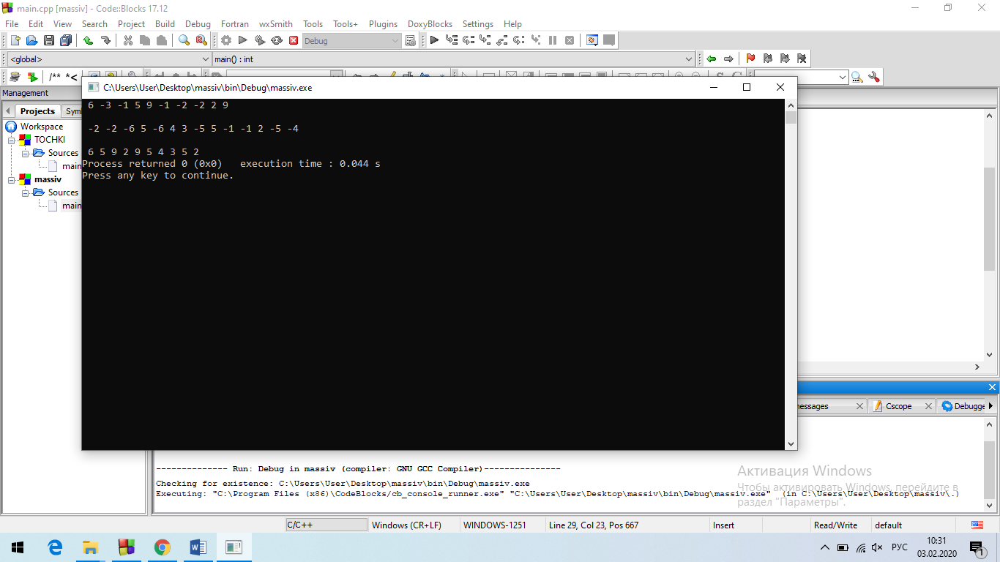 main.cpp [massiv] - Code::Blocks 17.12
File Edit View Search Project Build Debug Fortran wxSmith Tools Tools+ Plugins DoxyBlocks Settings Help
Debug
<global> main() : int
/** *<
Management
C:\Users\User\Desktop\massiv\bin\Debug\massiv.exe
Projects Sym
Workspace
TOCHKI
Sources
main
massiv
Sources
main
6 -3 -1 5 9 -1 -2 -2 2 9
-2 -2 -6 5 -6 4 3 -5 5 -1 -1 2 -5 -4
6 5 9 2 9 5 4 3 5 2
Process returned 0 (0x0) execution time : 0.044 s
Press any key to continue.
essages Cscope Debugge
-------------- Run: Debug in massiv (compiler: GNU GCC Compiler)---------------
Checking for existence: C:\Users\User\Desktop\massiv\bin\Debug\massiv.exe
Executing: "C:\Program Files (x86)\CodeBlocks/cb_console_runner.exe" "C:\Users\User\Desktop\massiv\bin\Debug\massiv.exe" (in C:\Users\User\Desktop\massiv\.)
Активация Windows
Чтобы активировать Windows, перейдите в
раздел "Параметры".
C/C++ Windows (CR+LF) WINDOWS-1251 Line 29, Col 23, Pos 667 Insert Read/Write default
РУС 10:31
03.02.2020
1